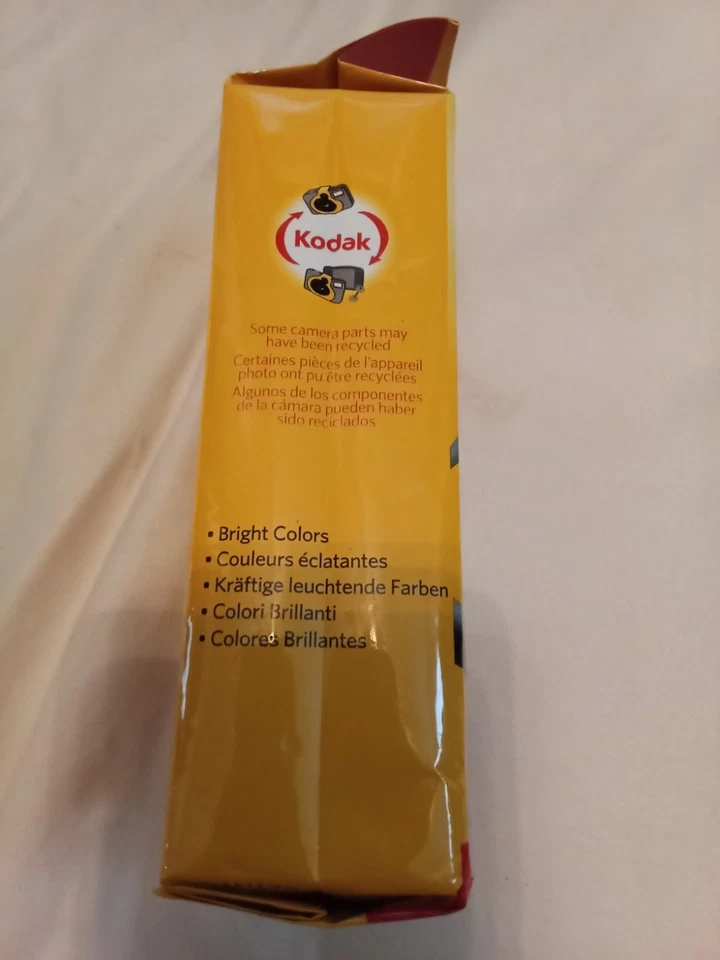 Kodak
Some camera parts may
have been recycled
Certaines pièces de l'appareil
photo ont pu être recyclées
Algunos de los componentes
de la cámara pueden haber
sido reciclados
• Bright Colors
• Couleurs éclatantes
• Kräftige leuchtende Farben
• Colori Brillanti
• Colores Brillantes